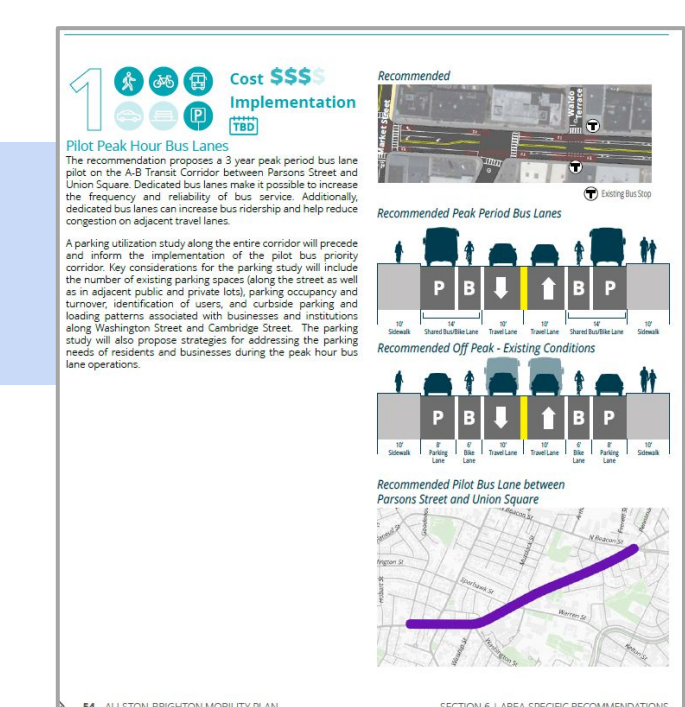 1
Cost $$$$
Implementation
TBD
Pilot Peak Hour Bus Lanes
The recommendation proposes a 3 year peak period bus lane
pilot on the A-B Transit Corridor between Parsons Street and
Union Square. Dedicated bus lanes make it possible to increase
the frequency and reliability of bus service. Additionally,
dedicated bus lanes can increase bus ridership and help reduce
congestion on adjacent travel lanes.
A parking utilization study along the entire corridor will precede
and inform the implementation of the pilot bus priority
corridor. Key considerations for the parking study will include
the number of existing parking spaces (along the street as well
as in adjacent public and private lots), parking occupancy and
turnover, identification of users, and curbside parking and
loading patterns associated with businesses and institutions
along Washington Street and Cambridge Street. The parking
study will also propose strategies for addressing the parking
needs of residents and businesses during the peak hour bus
lane operations.
Recommended
Market Street
Waldo
Terrace
T
T
T Existing Bus Stop
Recommended Peak Period Bus Lanes
P B B P
10' 14' 10' 10' 14' 10'
Sidewalk Shared Bus/Bike Lane Travel Lane Travel Lane Shared Bus/Bike Lane Sidewalk
Recommended Off Peak - Existing Conditions
P B B P
10' 8' 6' 10' 10' 6' 8' 10'
Sidewalk Parking Bike Travel Lane Travel Lane Bike Parking Sidewalk
Lane Lane Lane Lane
Recommended Pilot Bus Lane between
Parsons Street and Union Square
N Beacon St
Sparhawk St
Warren St
Washington St
Kelton St
54 ALLSTON-BRIGHTON MOBILITY PLAN
SECTION 6 | AREA SPECIFIC RECOMMENDATIONS